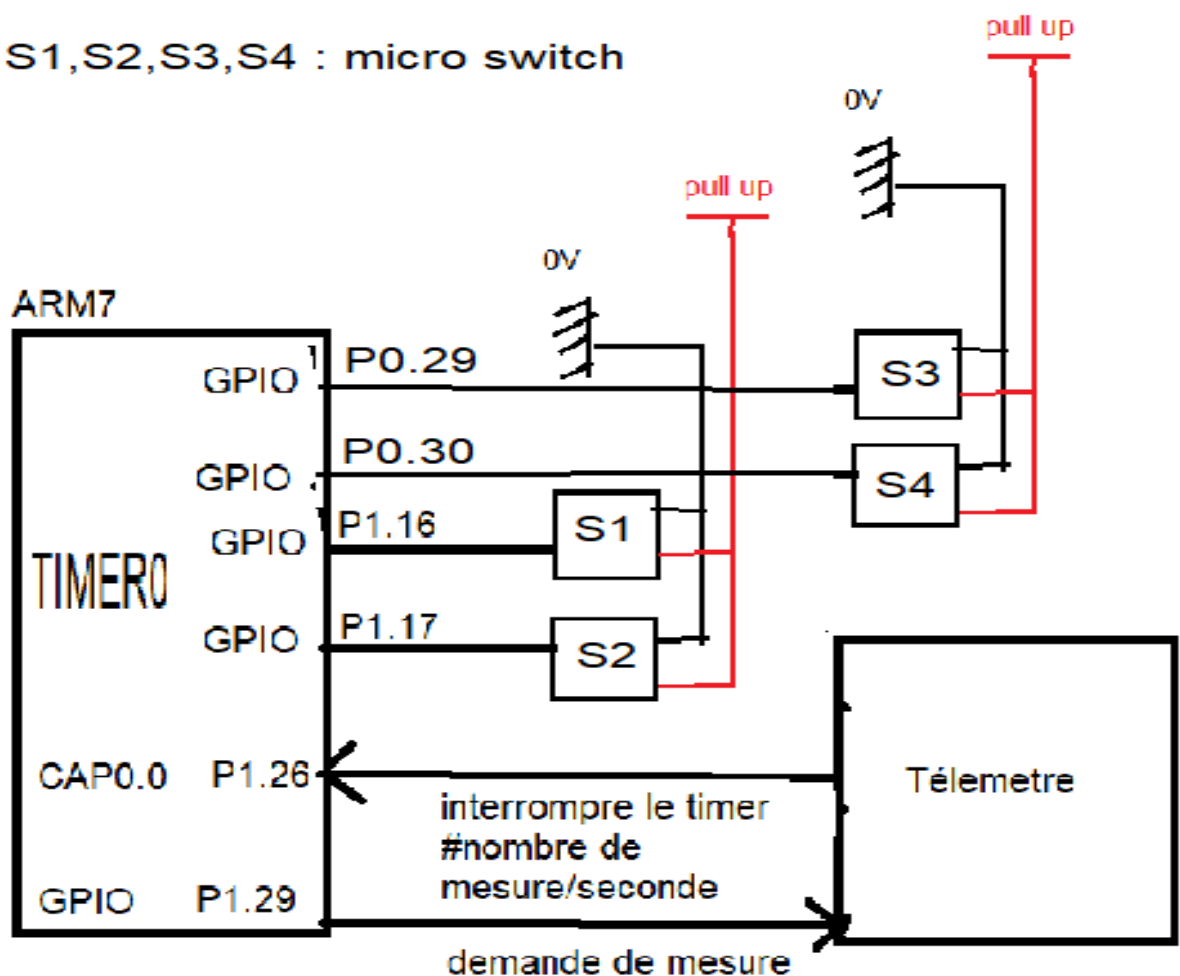 S1,S2,S3,S4 : micro switch
pull up
0V
pull up
0V
ARM7
GPIO
P0.29
S3
GPIO
P0.30
S4
GPIO
P1.16
S1
TIMER0
GPIO
P1.17
S2
CAP0.0
P1.26
Télemetre
interrompre le timer
#nombre de
mesure/seconde
GPIO
P1.29
demande de mesure